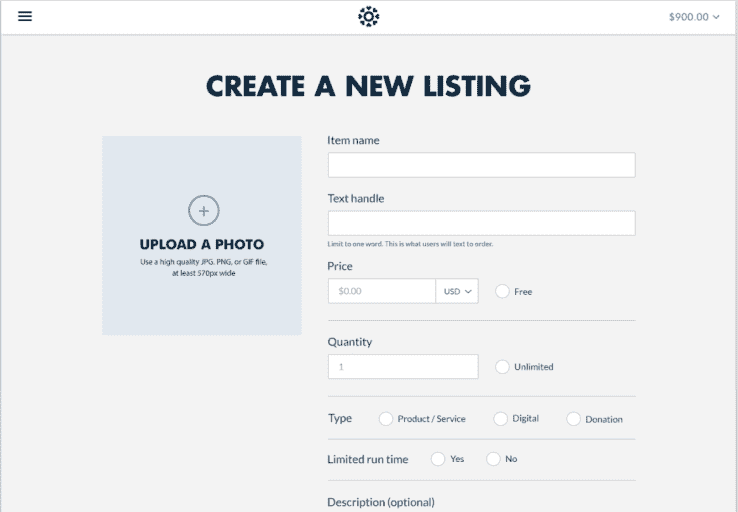 $900.00
CREATE A NEW LISTING
UPLOAD A PHOTO
Use a high quality JPG, PNG, or GIF file,
at least 570px wide
Item name
Text handle
Limit to one word. This is what users will text to order.
Price
$0.00 USD Free
Quantity
1 Unlimited
Type Product / Service Digital Donation
Limited run time Yes No
Description (optional)